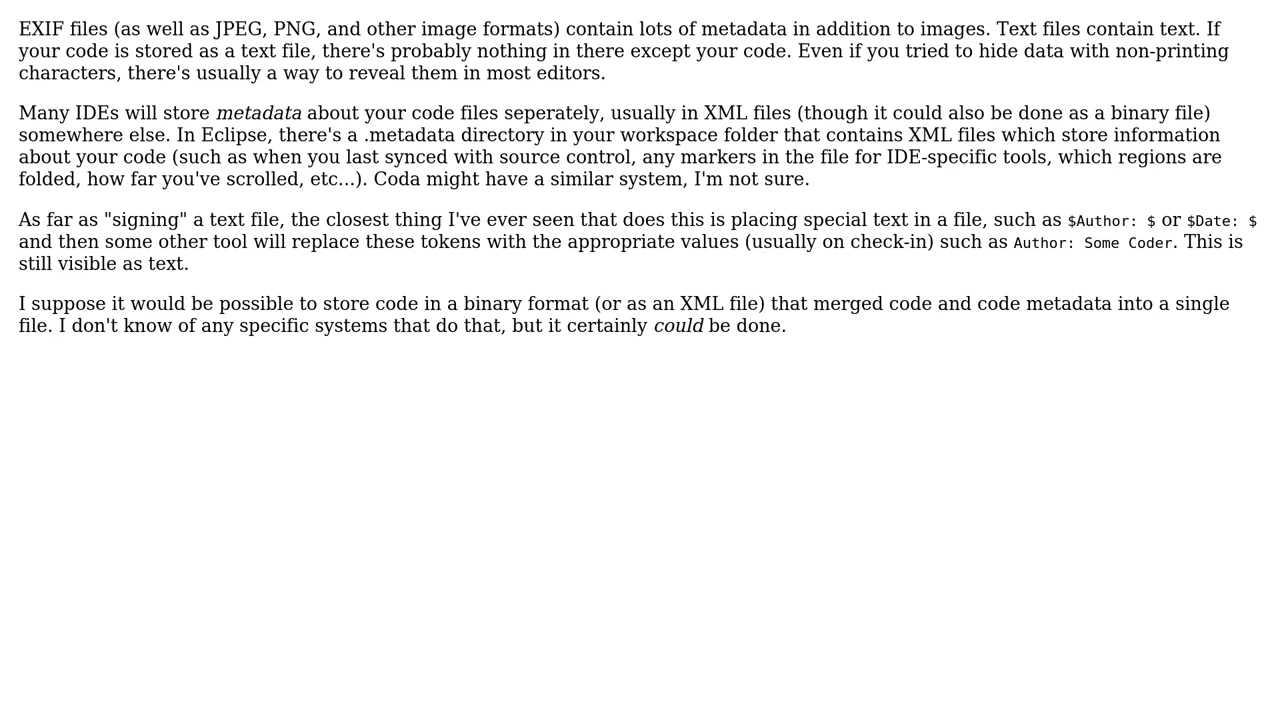 EXIF files (as well as JPEG, PNG, and other image formats) contain lots of metadata in addition to images. Text files contain text. If
your code is stored as a text file, there's probably nothing in there except your code. Even if you tried to hide data with non-printing
characters, there's usually a way to reveal them in most editors.
Many IDEs will store metadata about your code files seperately, usually in XML files (though it could also be done as a binary file)
somewhere else. In Eclipse, there's a .metadata directory in your workspace folder that contains XML files which store information
about your code (such as when you last synced with source control, any markers in the file for IDE-specific tools, which regions are
folded, how far you've scrolled, etc...). Coda might have a similar system, I'm not sure.
As far as "signing" a text file, the closest thing I've ever seen that does this is placing special text in a file, such as $Author: $ or $Date: $
and then some other tool will replace these tokens with the appropriate values (usually on check-in) such as Author: Some Coder. This is
still visible as text.
I suppose it would be possible to store code in a binary format (or as an XML file) that merged code and code metadata into a single
file. I don't know of any specific systems that do that, but it certainly could be done.